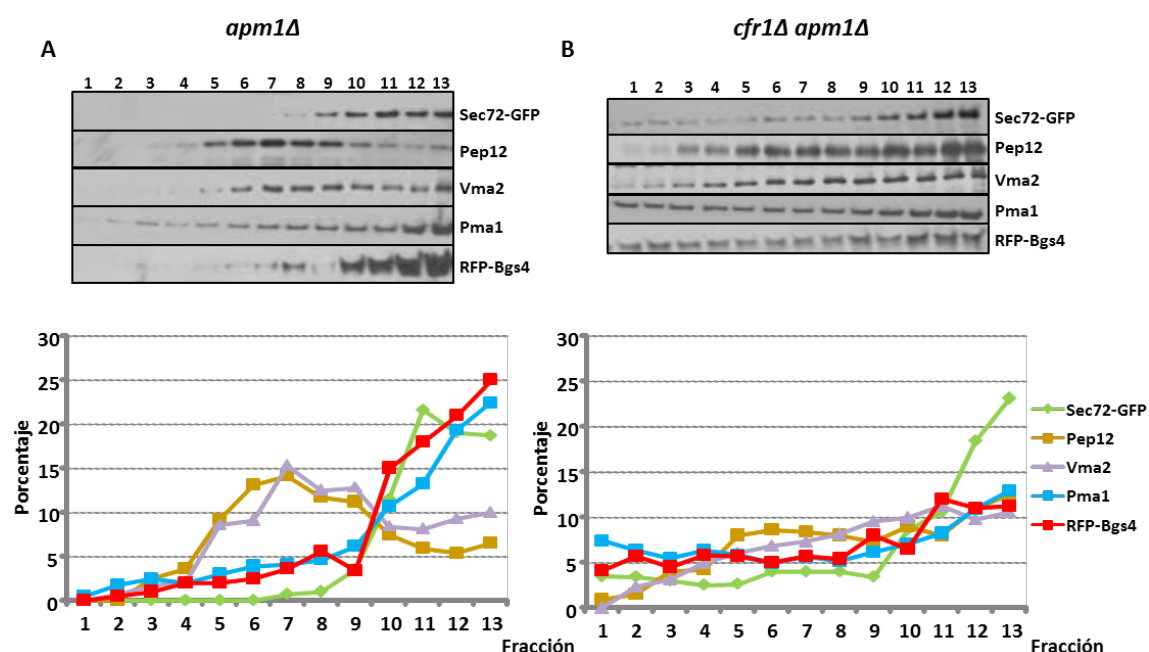 apm1Δ
A
1 2 3 4 5 6 7 8 9 10 11 12 13
Sec72-GFP
Pep12
Vma2
Pma1
RFP-Bgs4
cfr1Δ apm1Δ
B
1 2 3 4 5 6 7 8 9 10 11 12 13
Sec72-GFP
Pep12
Vma2
Pma1
RFP-Bgs4
Porcentaje
30
25
20
15
10
5
0
1 2 3 4 5 6 7 8 9 10 11 12 13
Fracción
Porcentaje
30
25
20
15
10
5
0
1 2 3 4 5 6 7 8 9 10 11 12 13
Fracción
Sec72-GFP
Pep12
Vma2
Pma1
RFP-Bgs4